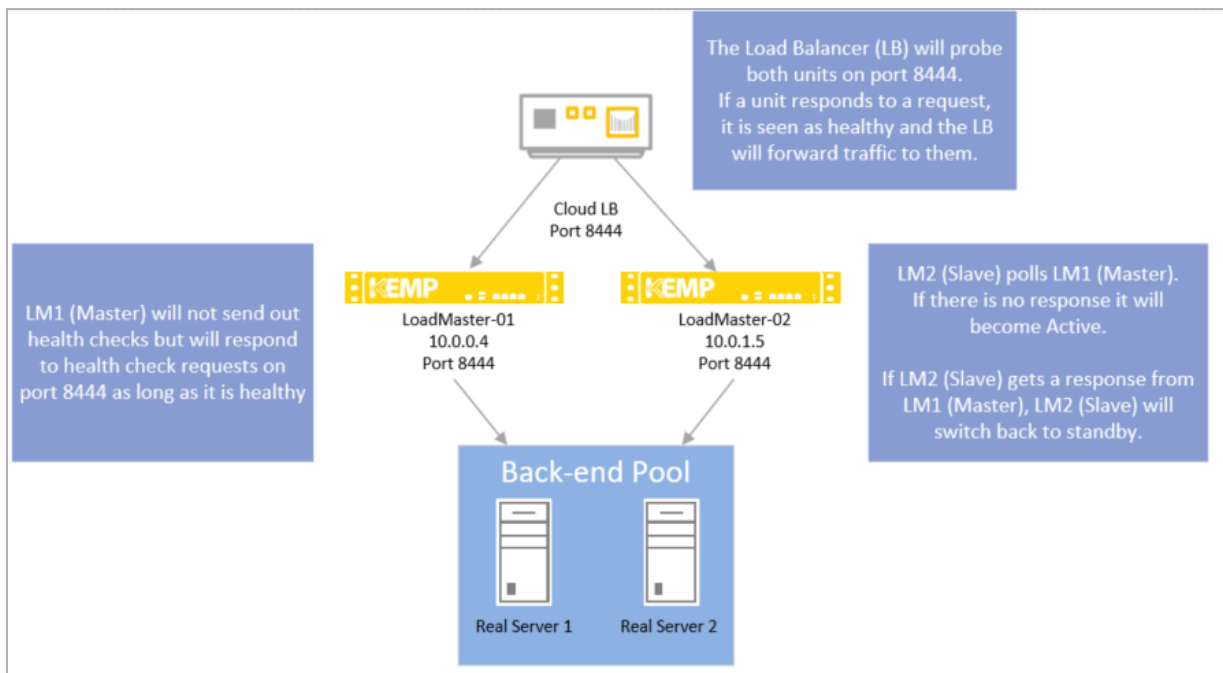 The Load Balancer (LB) will probe
both units on port 8444.
If a unit responds to a request,
it is seen as healthy and the LB
will forward traffic to them.
Cloud LB
Port 8444
LM1 (Master) will not send out
health checks but will respond
to health check requests on
port 8444 as long as it is healthy
KEMP
LoadMaster-01
10.0.0.4
Port 8444
KEMP
LoadMaster-02
10.0.1.5
Port 8444
LM2 (Slave) polls LM1 (Master).
If there is no response it will
become Active.
If LM2 (Slave) gets a response from
LM1 (Master), LM2 (Slave) will
switch back to standby.
Back-end Pool
Real Server 1
Real Server 2